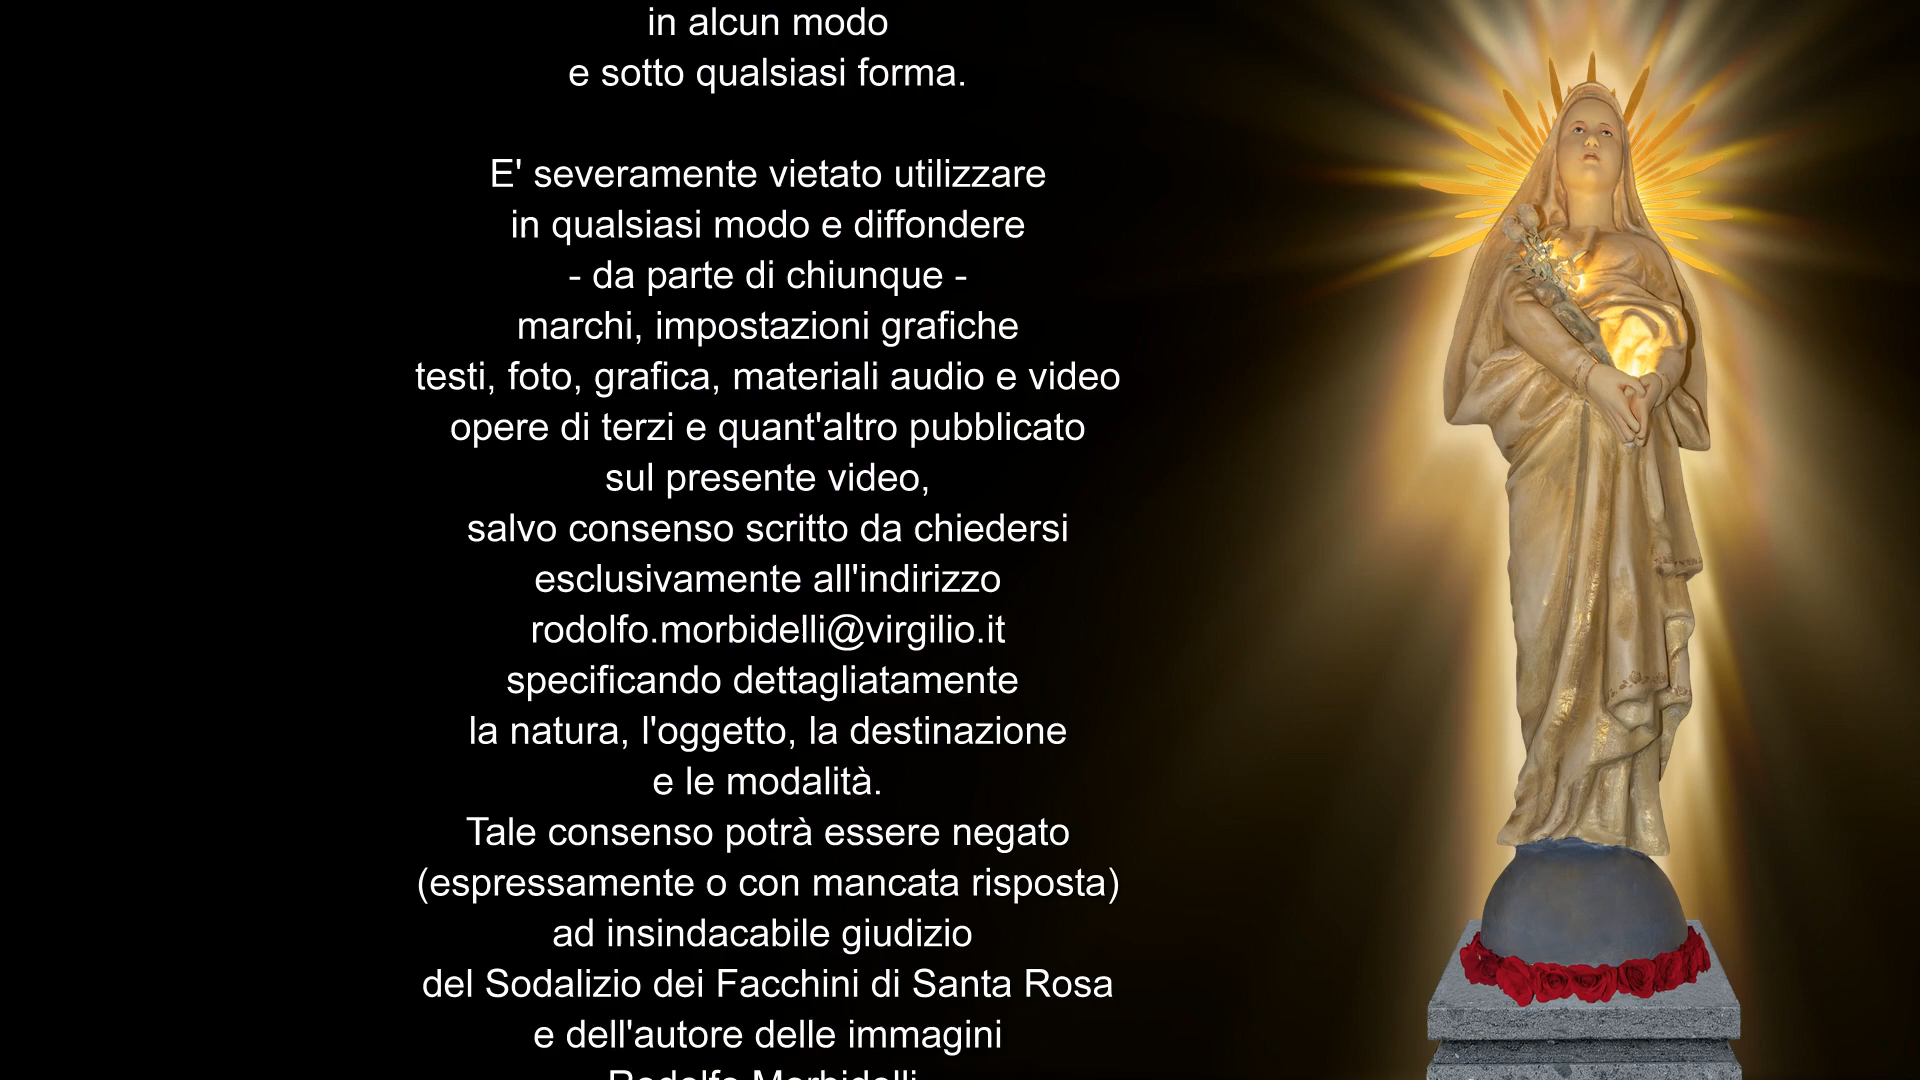 in alcun modo
e sotto qualsiasi forma.
E' severamente vietato utilizzare
in qualsiasi modo e diffondere
- da parte di chiunque -
marchi, impostazioni grafiche
testi, foto, grafica, materiali audio e video
opere di terzi e quant'altro pubblicato
sul presente video,
salvo consenso scritto da chiedersi
esclusivamente all'indirizzo
rodolfo.morbidelli@virgilio.it
specificando dettagliatamente
la natura, l'oggetto, la destinazione
e le modalità.
Tale consenso potrà essere negato
(espressamente o con mancata risposta)
ad insindacabile giudizio
del Sodalizio dei Facchini di Santa Rosa
e dell'autore delle immagini
Rodolfo Morbidelli